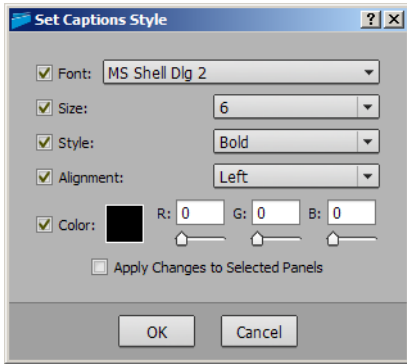 Set Captions Style
Font: MS Shell Dlg 2
Size: 6
Style: Bold
Alignment: Left
Color: R: 0 G: 0 B: 0
Apply Changes to Selected Panels
OK Cancel